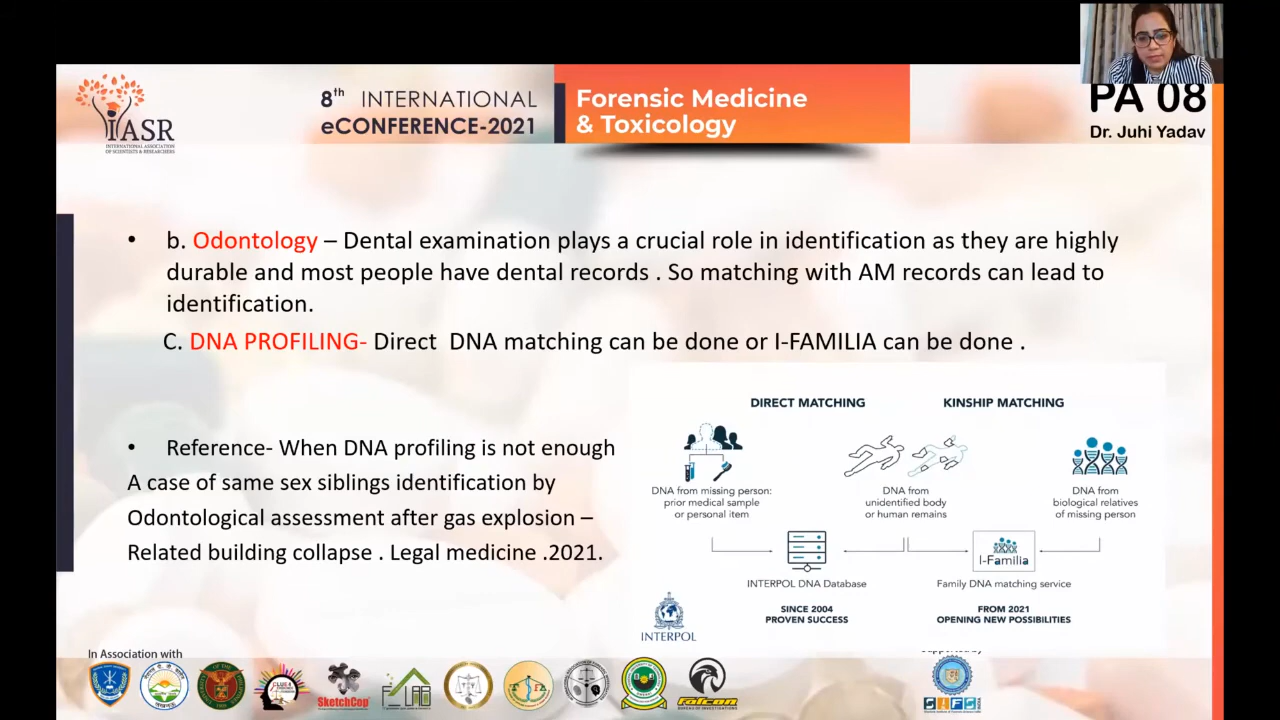 IASR
INTERNATIONAL ASSOCIATION
OF SCIENTISTS & RESEARCHERS
8th INTERNATIONAL
eCONFERENCE-2021
Forensic Medicine
& Toxicology
PA 08
Dr. Juhi Yadav
• b. Odontology – Dental examination plays a crucial role in identification as they are highly
durable and most people have dental records . So matching with AM records can lead to
identification.
C. DNA PROFILING- Direct DNA matching can be done or I-FAMILIA can be done .
• Reference- When DNA profiling is not enough
A case of same sex siblings identification by
Odontological assessment after gas explosion –
Related building collapse . Legal medicine .2021.
DIRECT MATCHING
KINSHIP MATCHING
DNA from missing person:
prior medical sample
or personal item
DNA from
unidentified body
or human remains
DNA from
biological relatives
of missing person
I-Familia
INTERPOL DNA Database
Family DNA matching service
SINCE 2004
PROVEN SUCCESS
FROM 2021
OPENING NEW POSSIBILITIES
INTERPOL
In Association with
Supported by
SketchCop
LAB
FALCON
BUREAU OF INVESTIGATIONS
SIFS